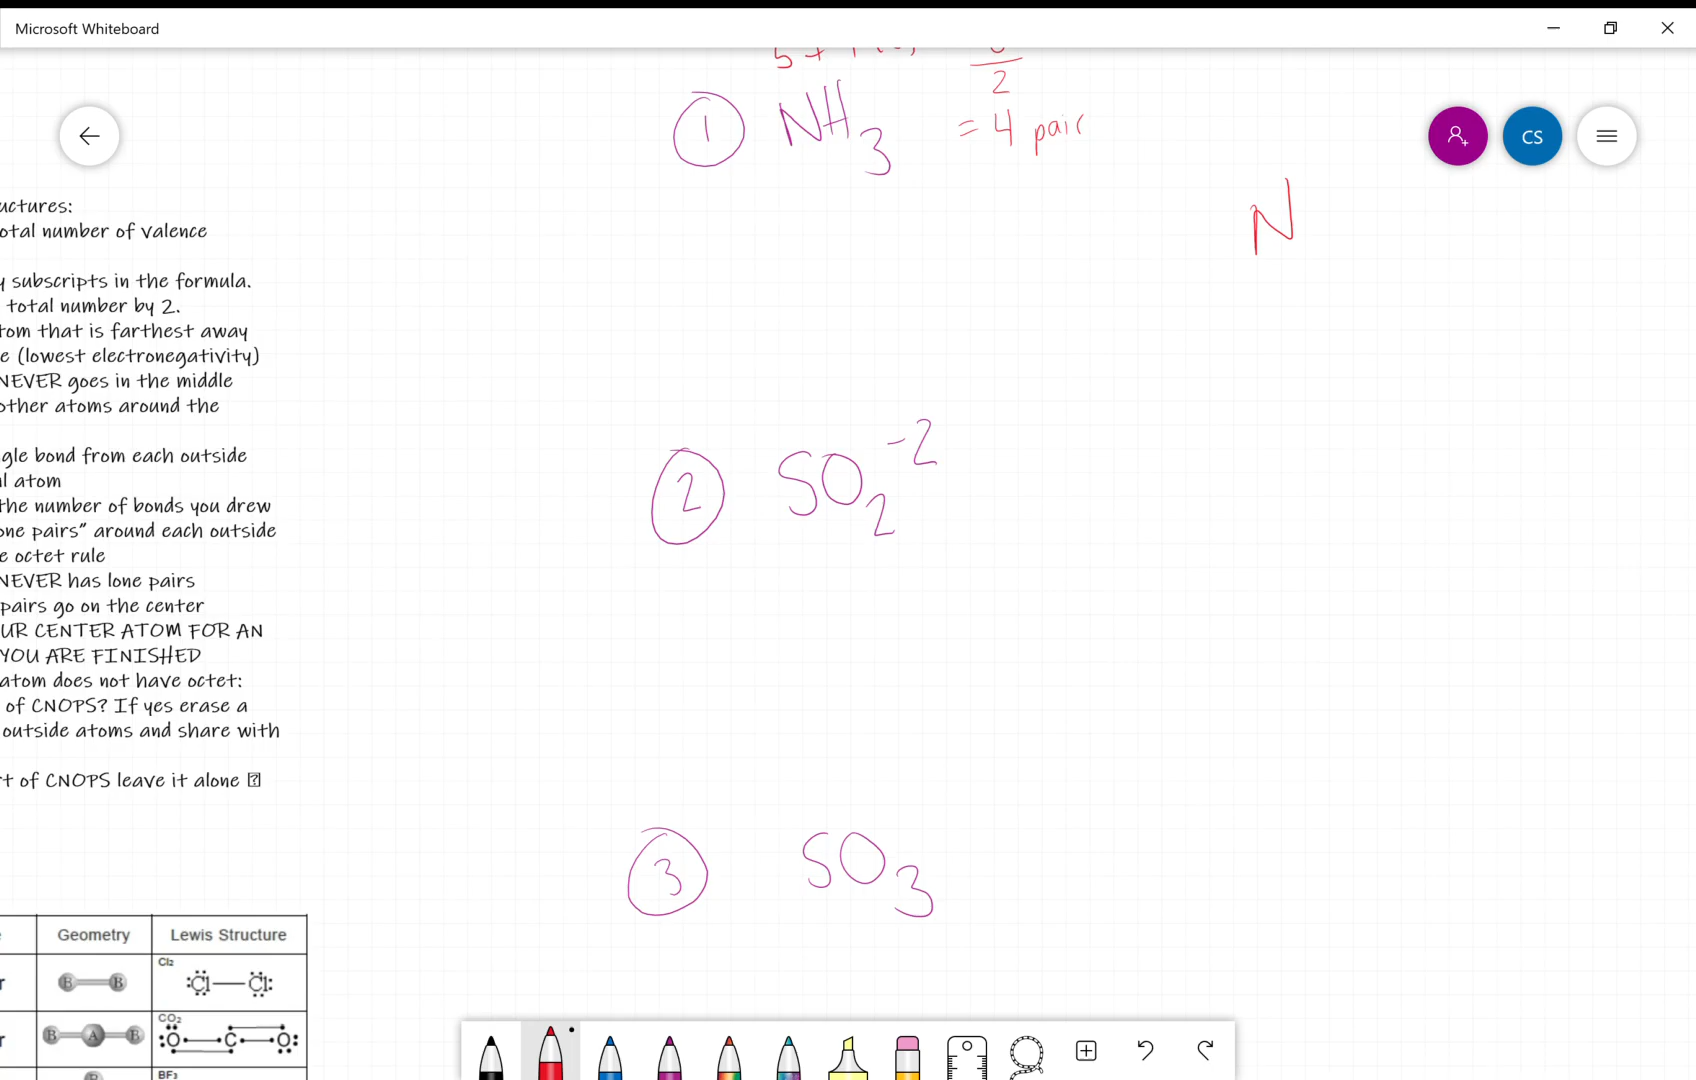 Microsoft Whiteboard
2
① NH3 = 4 pair
CS
N
uctures:
otal number of valence
y subscripts in the formula.
total number by 2.
tom that is farthest away
e (lowest electronegativity)
NEVER goes in the middle
other atoms around the
② SO2 -2
ngle bond from each outside
l atom
the number of bonds you drew
one pairs" around each outside
e octet rule
NEVER has lone pairs
pairs go on the center
UR CENTER ATOM FOR AN
YOU ARE FINISHED
atom does not have octet:
of CNOPS? If yes erase a
outside atoms and share with
rt of CNOPS leave it alone
③ SO3
Geometry Lewis Structure
r B B Cl2 Cl Cl
r B A B CO2 O C O
B BF3